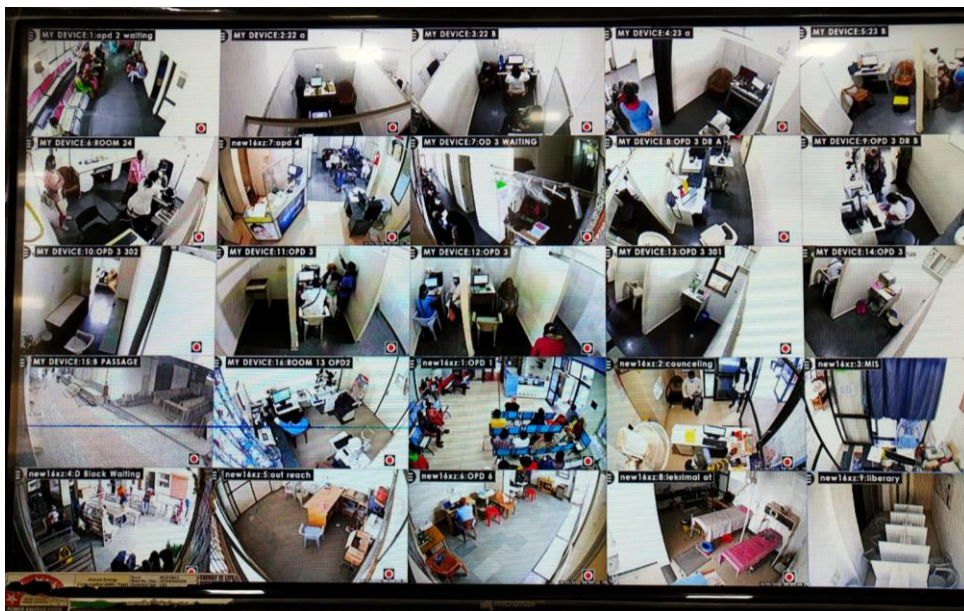 MY DEVICE:1:opd 2 waiting
MY DEVICE:2:22 a
MY DEVICE:3:22 B
MY DEVICE:4:23 a
MY DEVICE:5:23 B
MY DEVICE:6:ROOM 24
new16xz:7:opd 4
MY DEVICE:7:OD 3 WAITING
MY DEVICE:8:OPD 3 DR A
MY DEVICE:9:OPD 3 DR B
MY DEVICE:10:OPD 3 302
MY DEVICE:11:OPD 3
MY DEVICE:12:OPD 3
MY DEVICE:13:OPD 3 301
MY DEVICE:14:OPD 3
MY DEVICE:15:B PASSAGE
MY DEVICE:16:ROOM 13 OPD2
new16xz:1:OPD 1
new16xz:2:counceling
new16xz:3:MIS
new16xz:4:D Block Waiting
new16xz:5:out reach
new16xz:6:OPD 6
new16xz:8:lekrimal ot
new16xz:9:liberary
Annual Energy